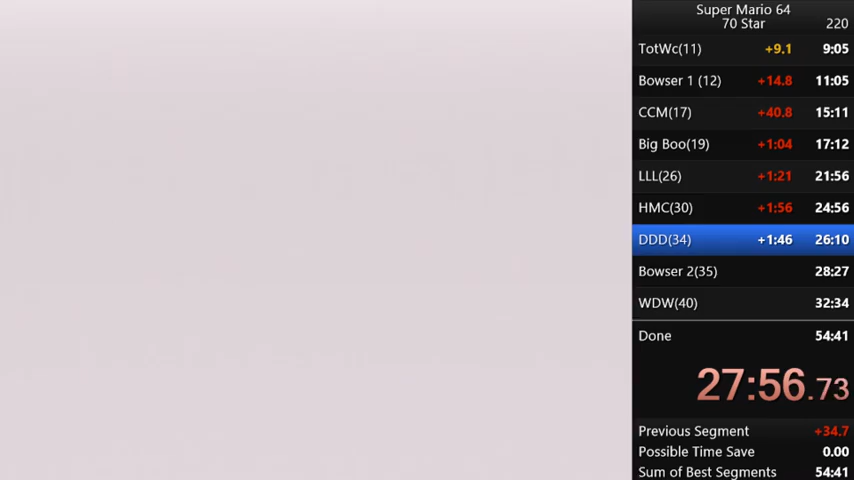 Super Mario 64
70 Star 220
TotWc(11) +9.1 9:05
Bowser 1 (12) +14.8 11:05
CCM(17) +40.8 15:11
Big Boo(19) +1:04 17:12
LLL(26) +1:21 21:56
HMC(30) +1:56 24:56
DDD(34) +1:46 26:10
Bowser 2(35) 28:27
WDW(40) 32:34
Done 54:41
27:56.73
Previous Segment +34.7
Possible Time Save 0.00
Sum of Best Segments 54:41